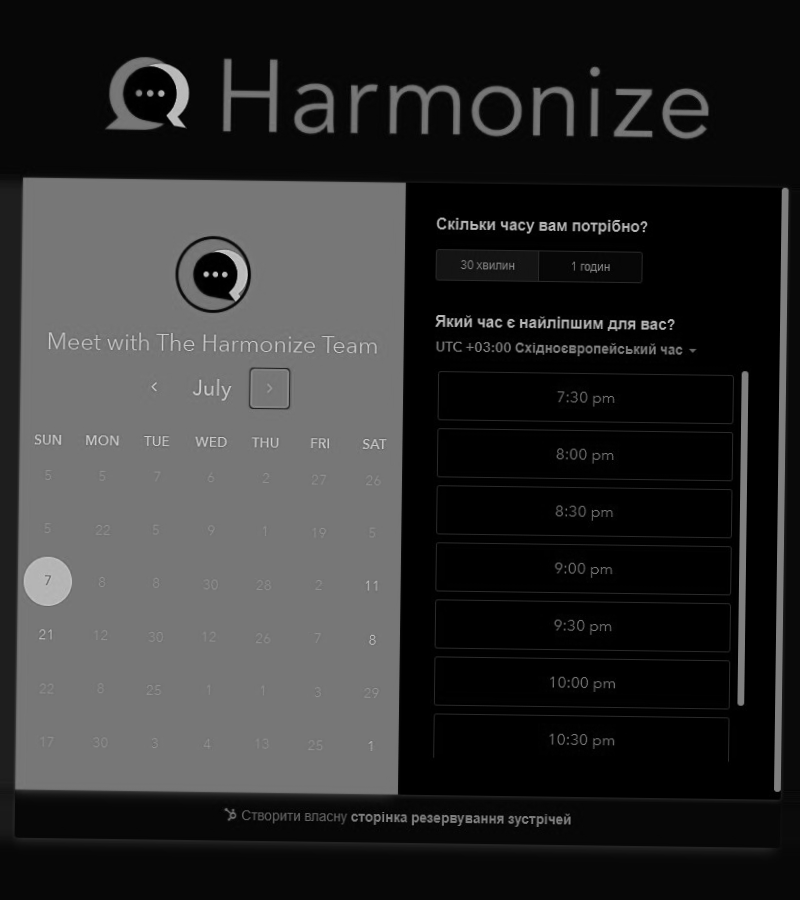 Harmonize
Meet with The Harmonize Team
July
SUN MON TUE WED THU FRI SAT
5 5 7 6 2 27 26
5 22 5 9 1 19 5
7 8 8 30 28 2 11
21 12 30 12 26 7 8
22 8 25 1 1 3 29
17 30 3 4 13 25 1
Скільки часу вам потрібно?
30 хвилин 1 годин
Який час є найліпшим для вас?
UTC +03:00 Східноєвропейський час
7:30 pm
8:00 pm
8:30 pm
9:00 pm
9:30 pm
10:00 pm
10:30 pm
Створити власну сторінка резервування зустрічей